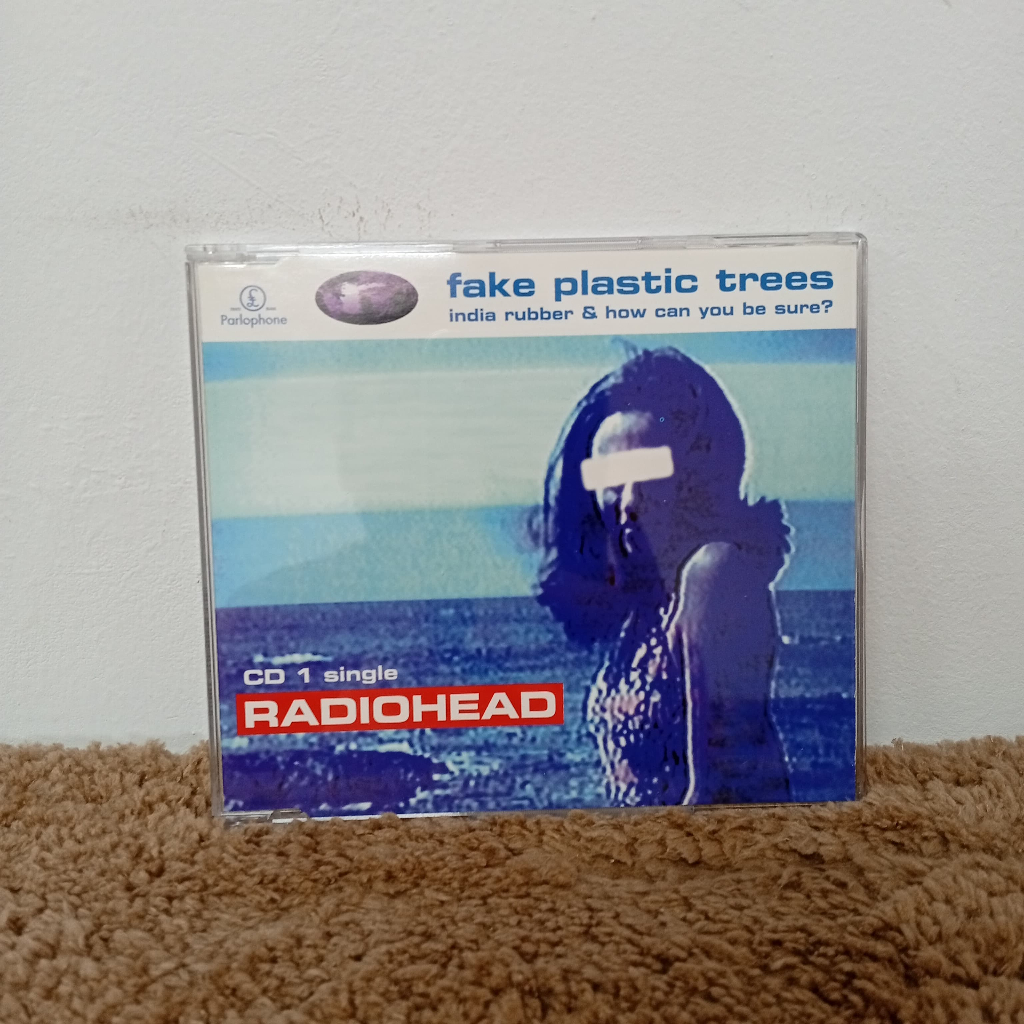 £
Parlophone
fake plastic trees
india rubber & how can you be sure?
CD 1 single
RADIOHEAD